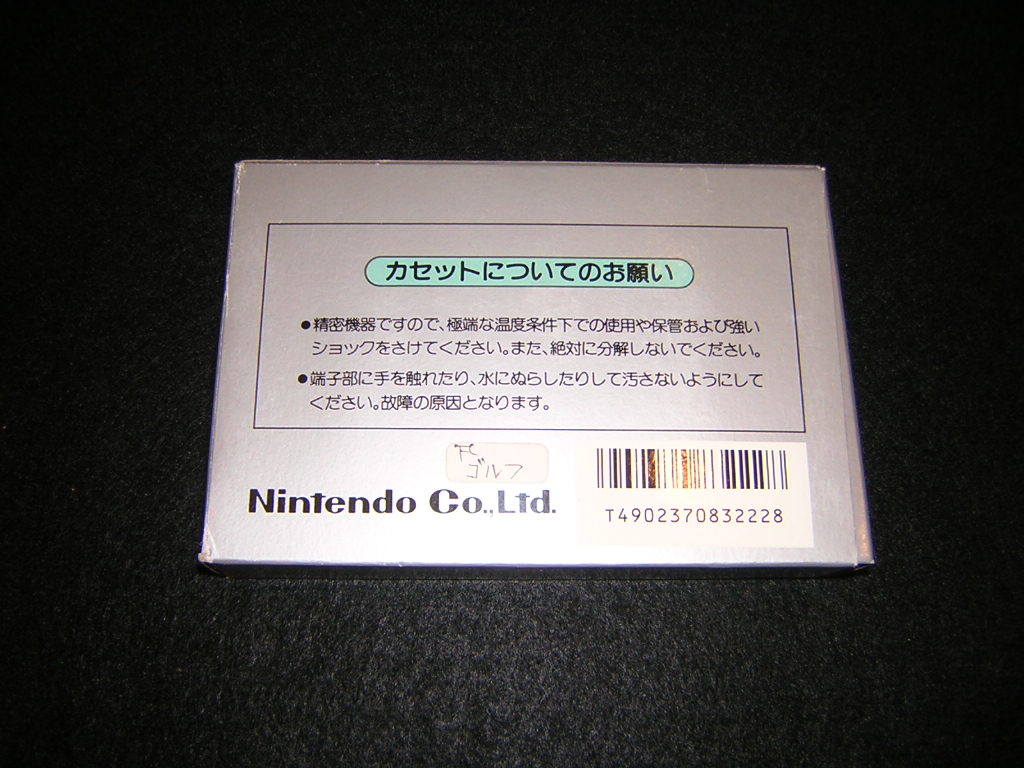 カセットについてのお願い
●精密機器ですので、極端な温度条件下での使用や保管および強い
ショックをさけてください。また、絶対に分解しないでください。
●端子部に手を触れたり、水にぬらしたりして汚さないようにして
ください。故障の原因となります。
FC
ゴルフ
Nintendo Co.,Ltd.
T4902370832228